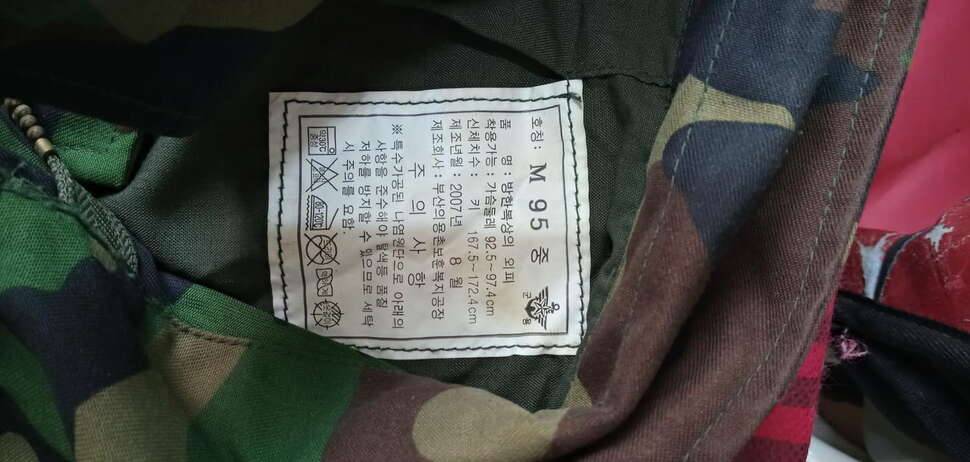 호칭: M 95 중
군 용
품 명 : 방한복상의 외피
착용가능 : 가슴둘레 92.5~97.4cm
신체치수 : 키 167.5~172.4cm
제조년월 : 2007년 8월
제조회사 : 부산의용촌보훈복지공장
주 의 사 항
※ 특수가공된 나염원단으로 아래의
사항을 준수해야 탈색등 품질
저하를 방지할 수 있으므로 세탁
시 주의를 요함.